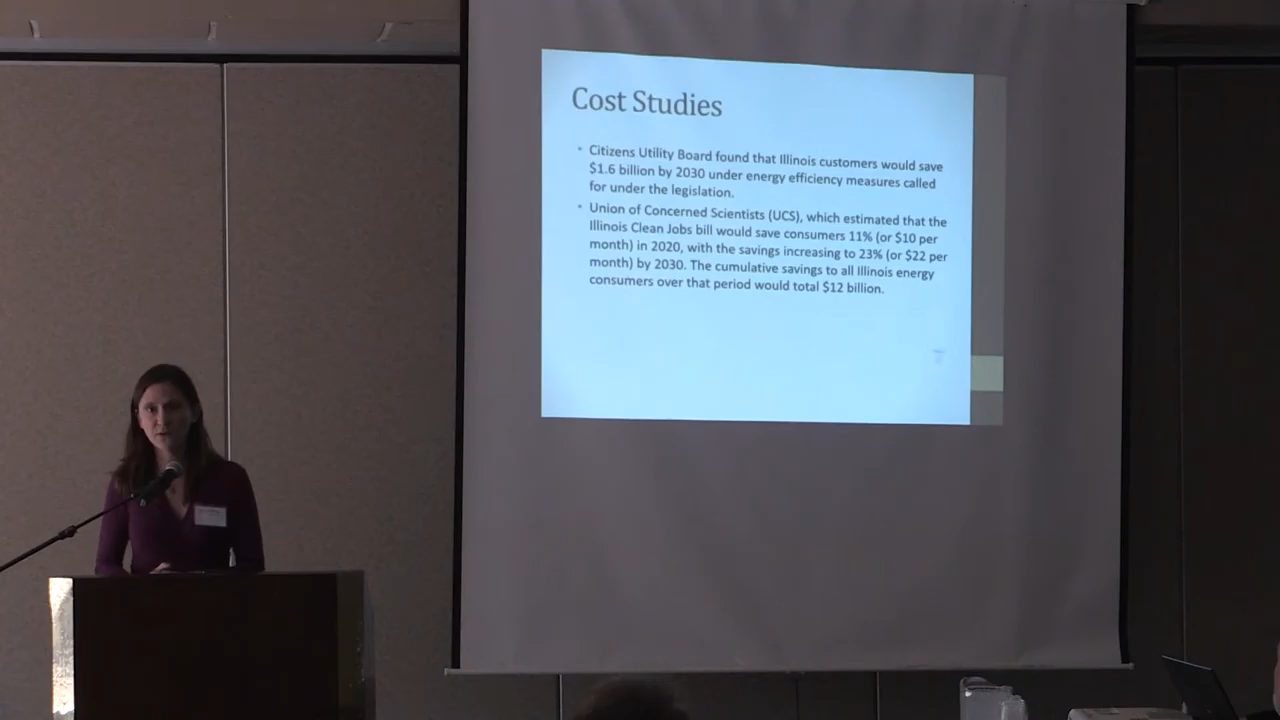 Cost Studies
• Citizens Utility Board found that Illinois customers would save
$1.6 billion by 2030 under energy efficiency measures called
for under the legislation.
• Union of Concerned Scientists (UCS), which estimated that the
Illinois Clean Jobs bill would save consumers 11% (or $10 per
month) in 2020, with the savings increasing to 23% (or $22 per
month) by 2030. The cumulative savings to all Illinois energy
consumers over that period would total $12 billion.